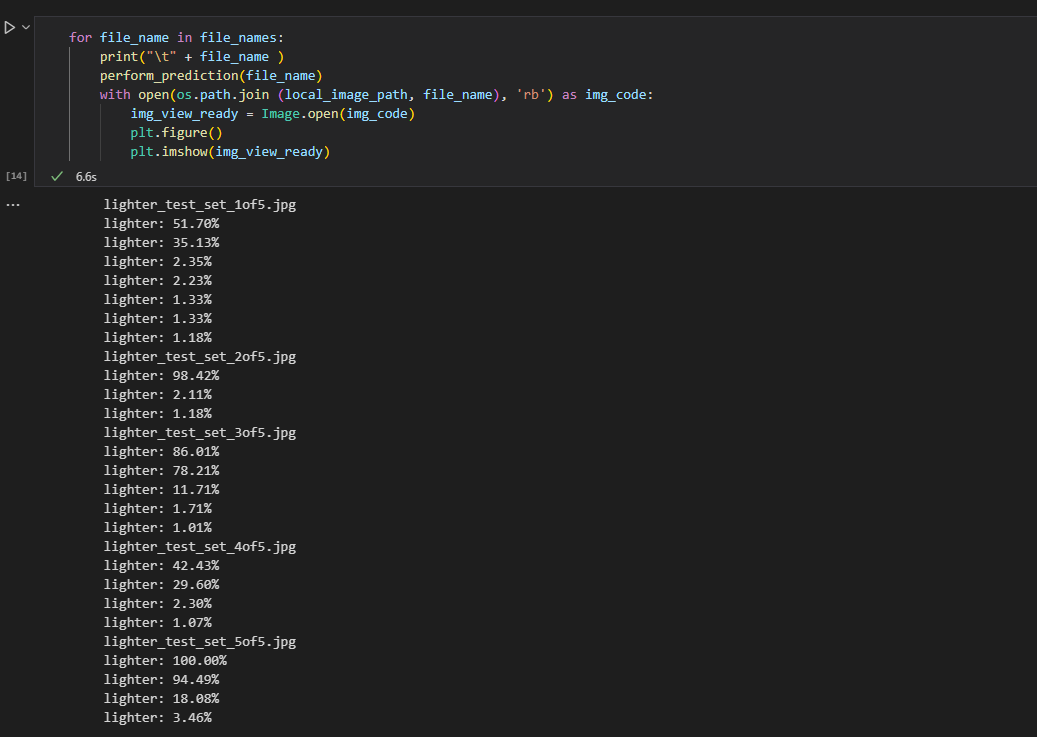 for file_name in file_names:
    print("\t" + file_name )
    perform_prediction(file_name)
    with open(os.path.join (local_image_path, file_name), 'rb') as img_code:
        img_view_ready = Image.open(img_code)
        plt.figure()
        plt.imshow(img_view_ready)
[14] ✓ 6.6s
...
lighter_test_set_1of5.jpg
lighter: 51.70%
lighter: 35.13%
lighter: 2.35%
lighter: 2.23%
lighter: 1.33%
lighter: 1.33%
lighter: 1.18%
lighter_test_set_2of5.jpg
lighter: 98.42%
lighter: 2.11%
lighter: 1.18%
lighter_test_set_3of5.jpg
lighter: 86.01%
lighter: 78.21%
lighter: 11.71%
lighter: 1.71%
lighter: 1.01%
lighter_test_set_4of5.jpg
lighter: 42.43%
lighter: 29.60%
lighter: 2.30%
lighter: 1.07%
lighter_test_set_5of5.jpg
lighter: 100.00%
lighter: 94.49%
lighter: 18.08%
lighter: 3.46%